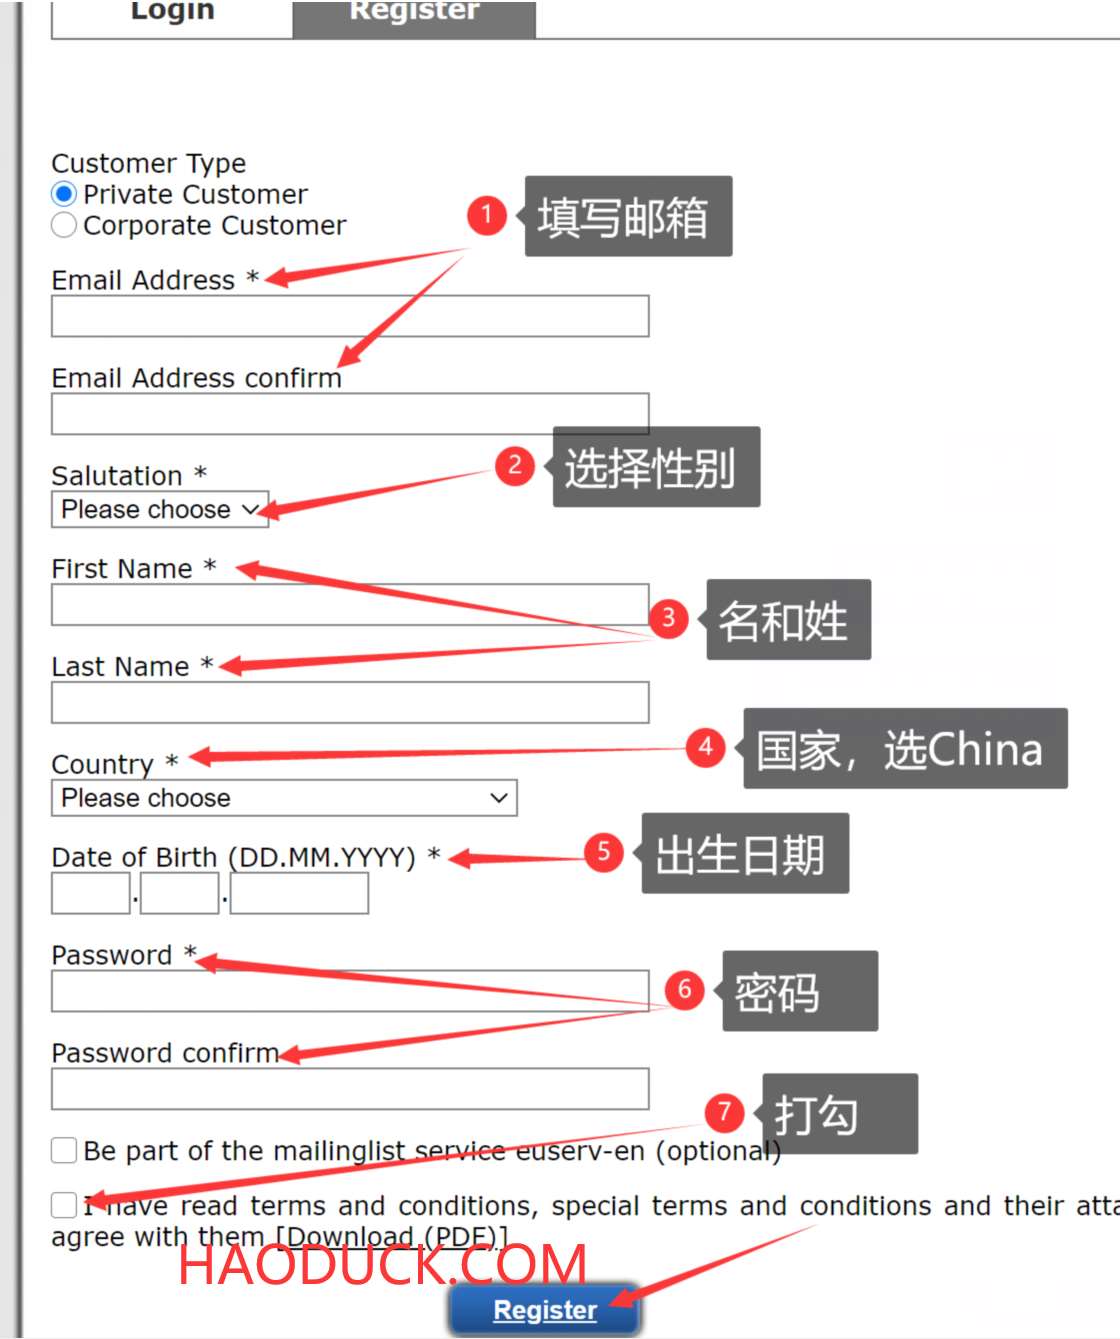 Login
Register
Customer Type
Private Customer
Corporate Customer
1
填写邮箱
Email Address *
Email Address confirm
2
选择性别
Salutation *
Please choose
First Name *
3
名和姓
Last Name *
4
国家，选China
Country *
Please choose
5
出生日期
Date of Birth (DD.MM.YYYY) *
. .
Password *
6
密码
Password confirm
7
打勾
Be part of the mailinglist service euserv-en (optional)
I have read terms and conditions, special terms and conditions and their
agree with them [Download (PDF)]
HAODUCK.COM
Register